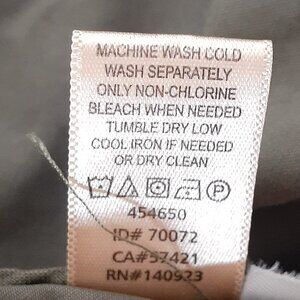 MACHINE WASH COLD
WASH SEPARATELY
ONLY NON-CHLORINE
BLEACH WHEN NEEDED
TUMBLE DRY LOW
COOL IRON IF NEEDED
OR DRY CLEAN
454650
ID# 70072
CA#57421
RN#140923